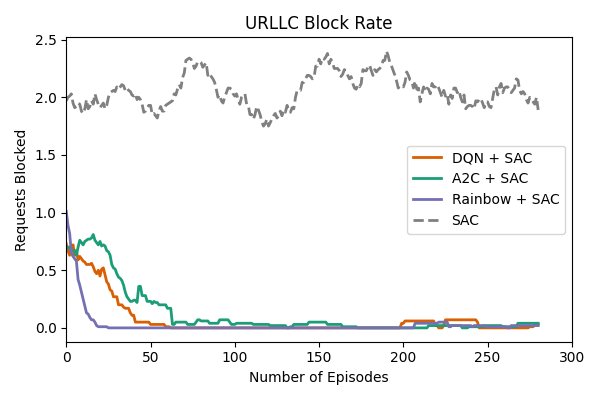 URLLC Block Rate
2.5
2.0
1.5
1.0
0.5
0.0
Requests Blocked
DQN + SAC
A2C + SAC
Rainbow + SAC
SAC
0 50 100 150 200 250 300
Number of Episodes